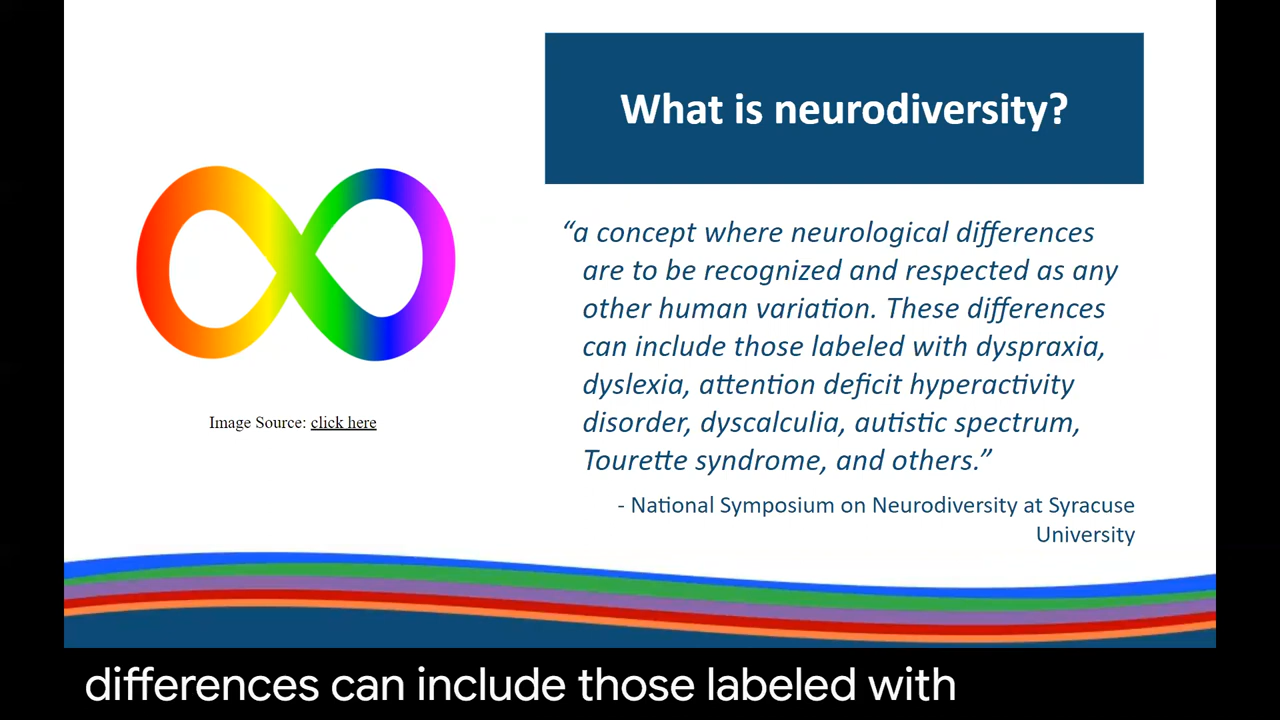 What is neurodiversity?
“a concept where neurological differences
are to be recognized and respected as any
other human variation. These differences
can include those labeled with dyspraxia,
dyslexia, attention deficit hyperactivity
disorder, dyscalculia, autistic spectrum,
Tourette syndrome, and others.”
- National Symposium on Neurodiversity at Syracuse
University
Image Source: click here
differences can include those labeled with